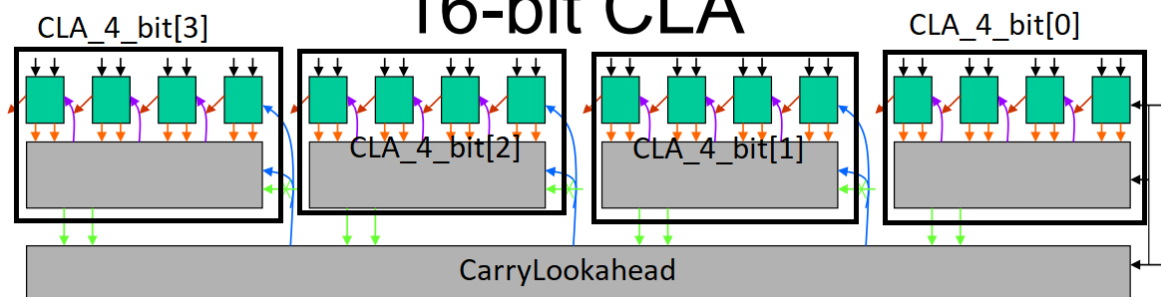 16-bit CLA
CLA_4_bit[3]
CLA_4_bit[0]
CLA_4_bit[2]
CLA_4_bit[1]
CarryLookahead